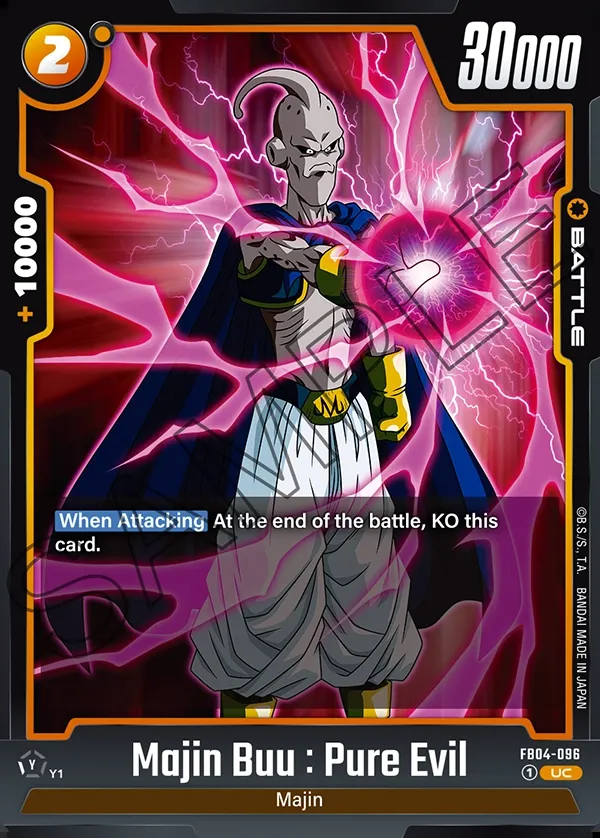 2
30000
+ 10000
BATTLE
SAMPLE
When Attacking At the end of the battle, KO this
card.
©B.S./S., T.A. BANDAI MADE IN JAPAN
Majin Buu : Pure Evil
FB04-096
Y Y1
1 UC
Majin